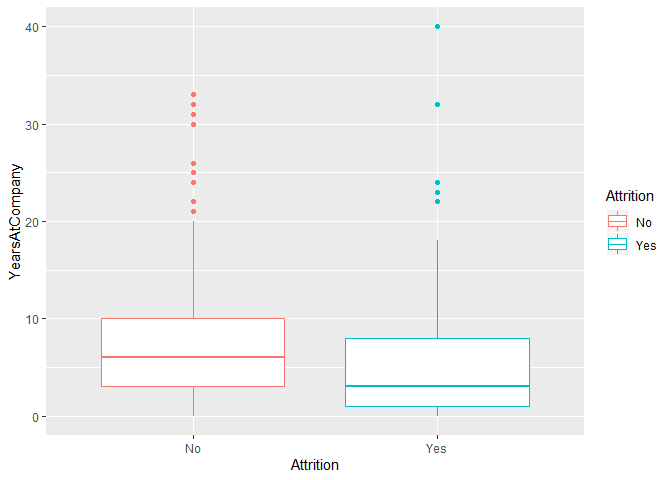 40
30
20
10
0
YearsAtCompany
No
Yes
Attrition
Attrition
No
Yes